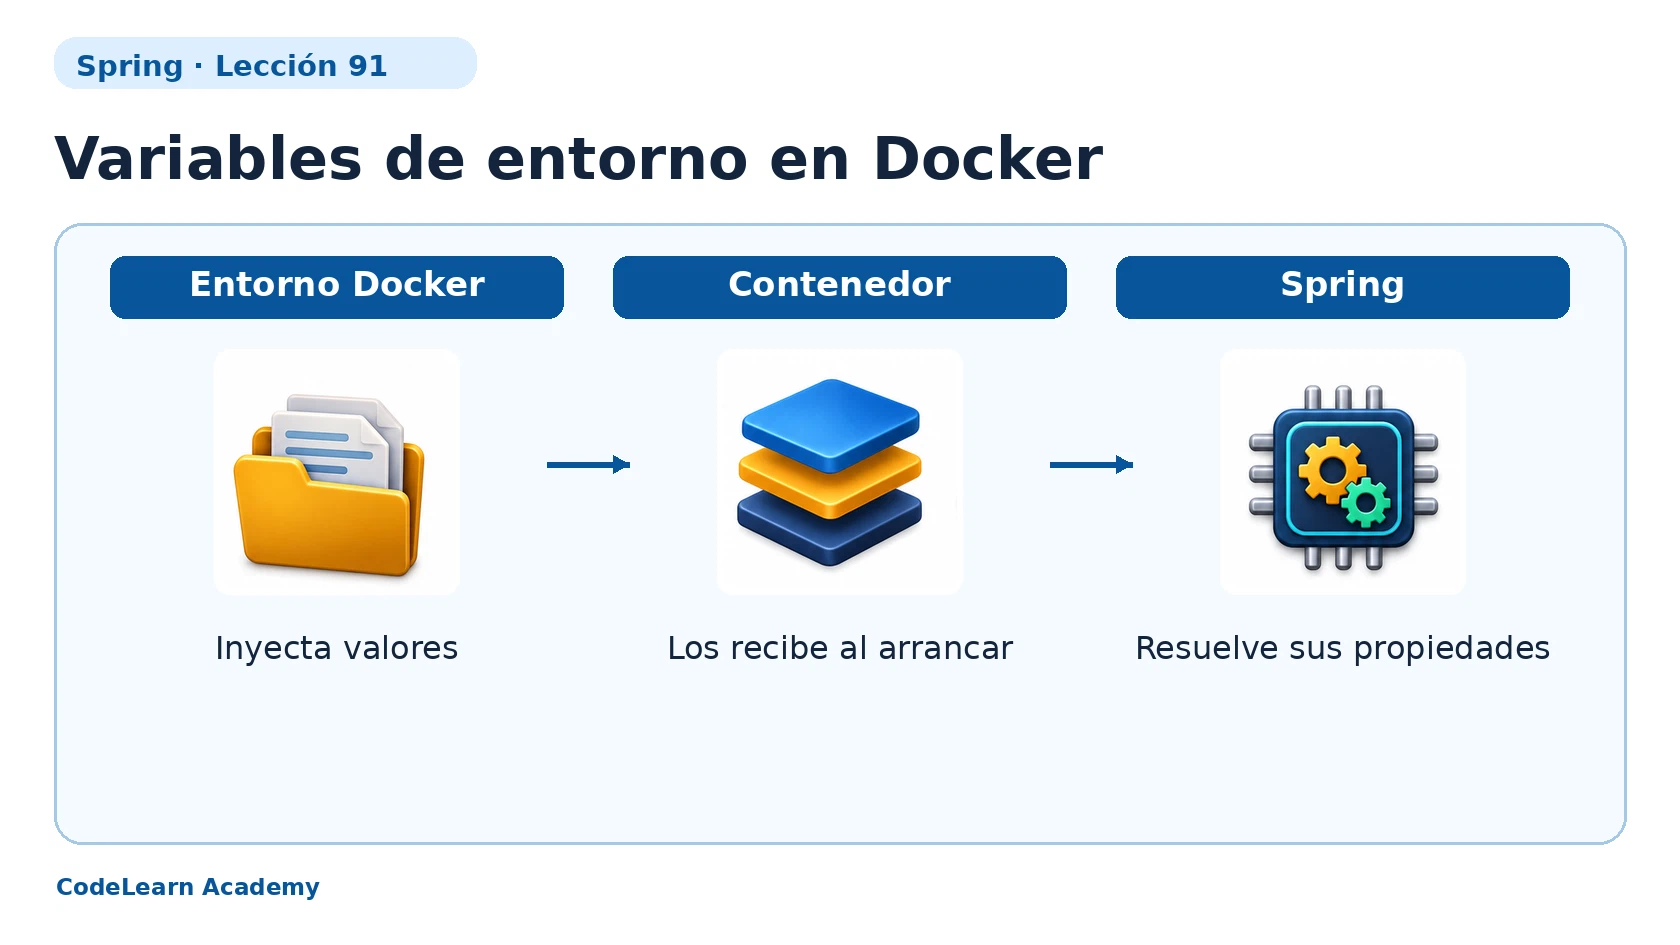 Spring · Lección 91
Variables de entorno en Docker
Entorno Docker
Contenedor
Spring
Inyecta valores
Los recibe al arrancar
Resuelve sus propiedades
CodeLearn Academy